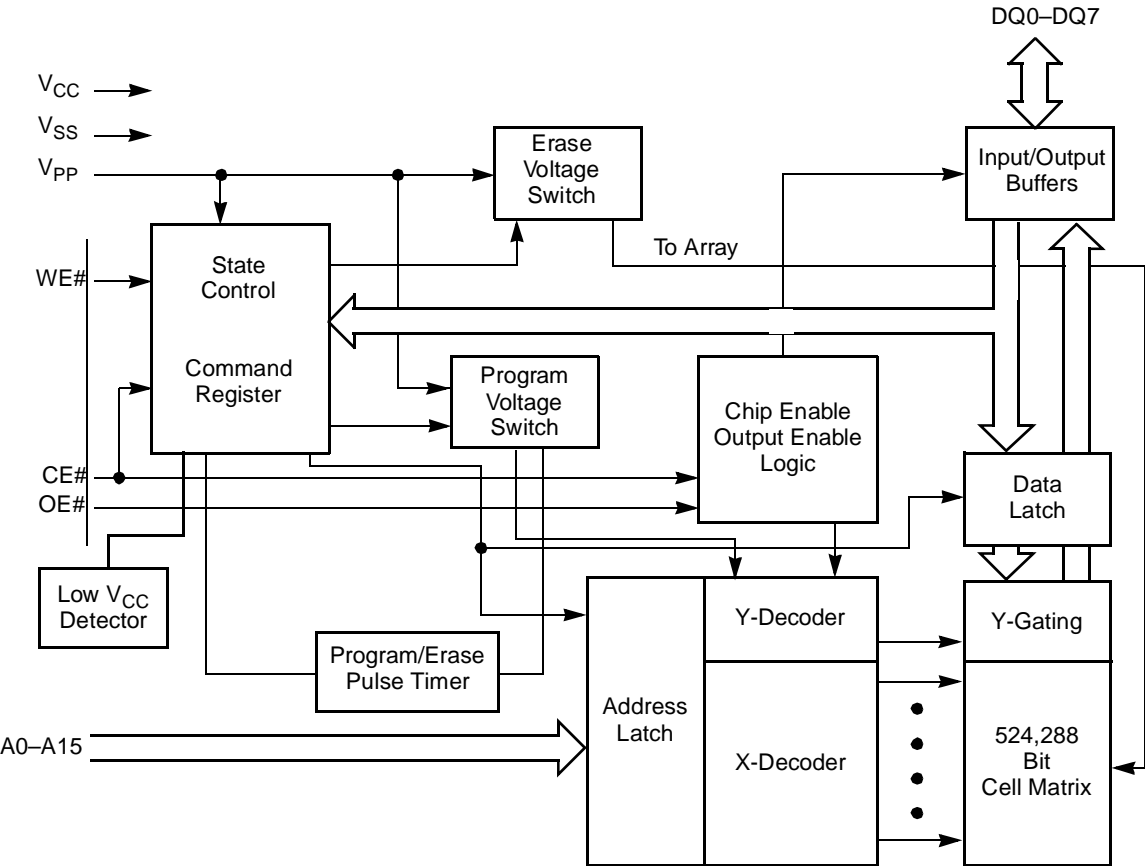 DQ0–DQ7
VCC
VSS
VPP
Erase
Voltage
Switch
Input/Output
Buffers
To Array
WE#
State
Control
Command
Register
Program
Voltage
Switch
Chip Enable
Output Enable
Logic
CE#
OE#
Data
Latch
Low VCC
Detector
Y-Decoder
Y-Gating
Program/Erase
Pulse Timer
Address
Latch
A0–A15
X-Decoder
524,288
Bit
Cell Matrix